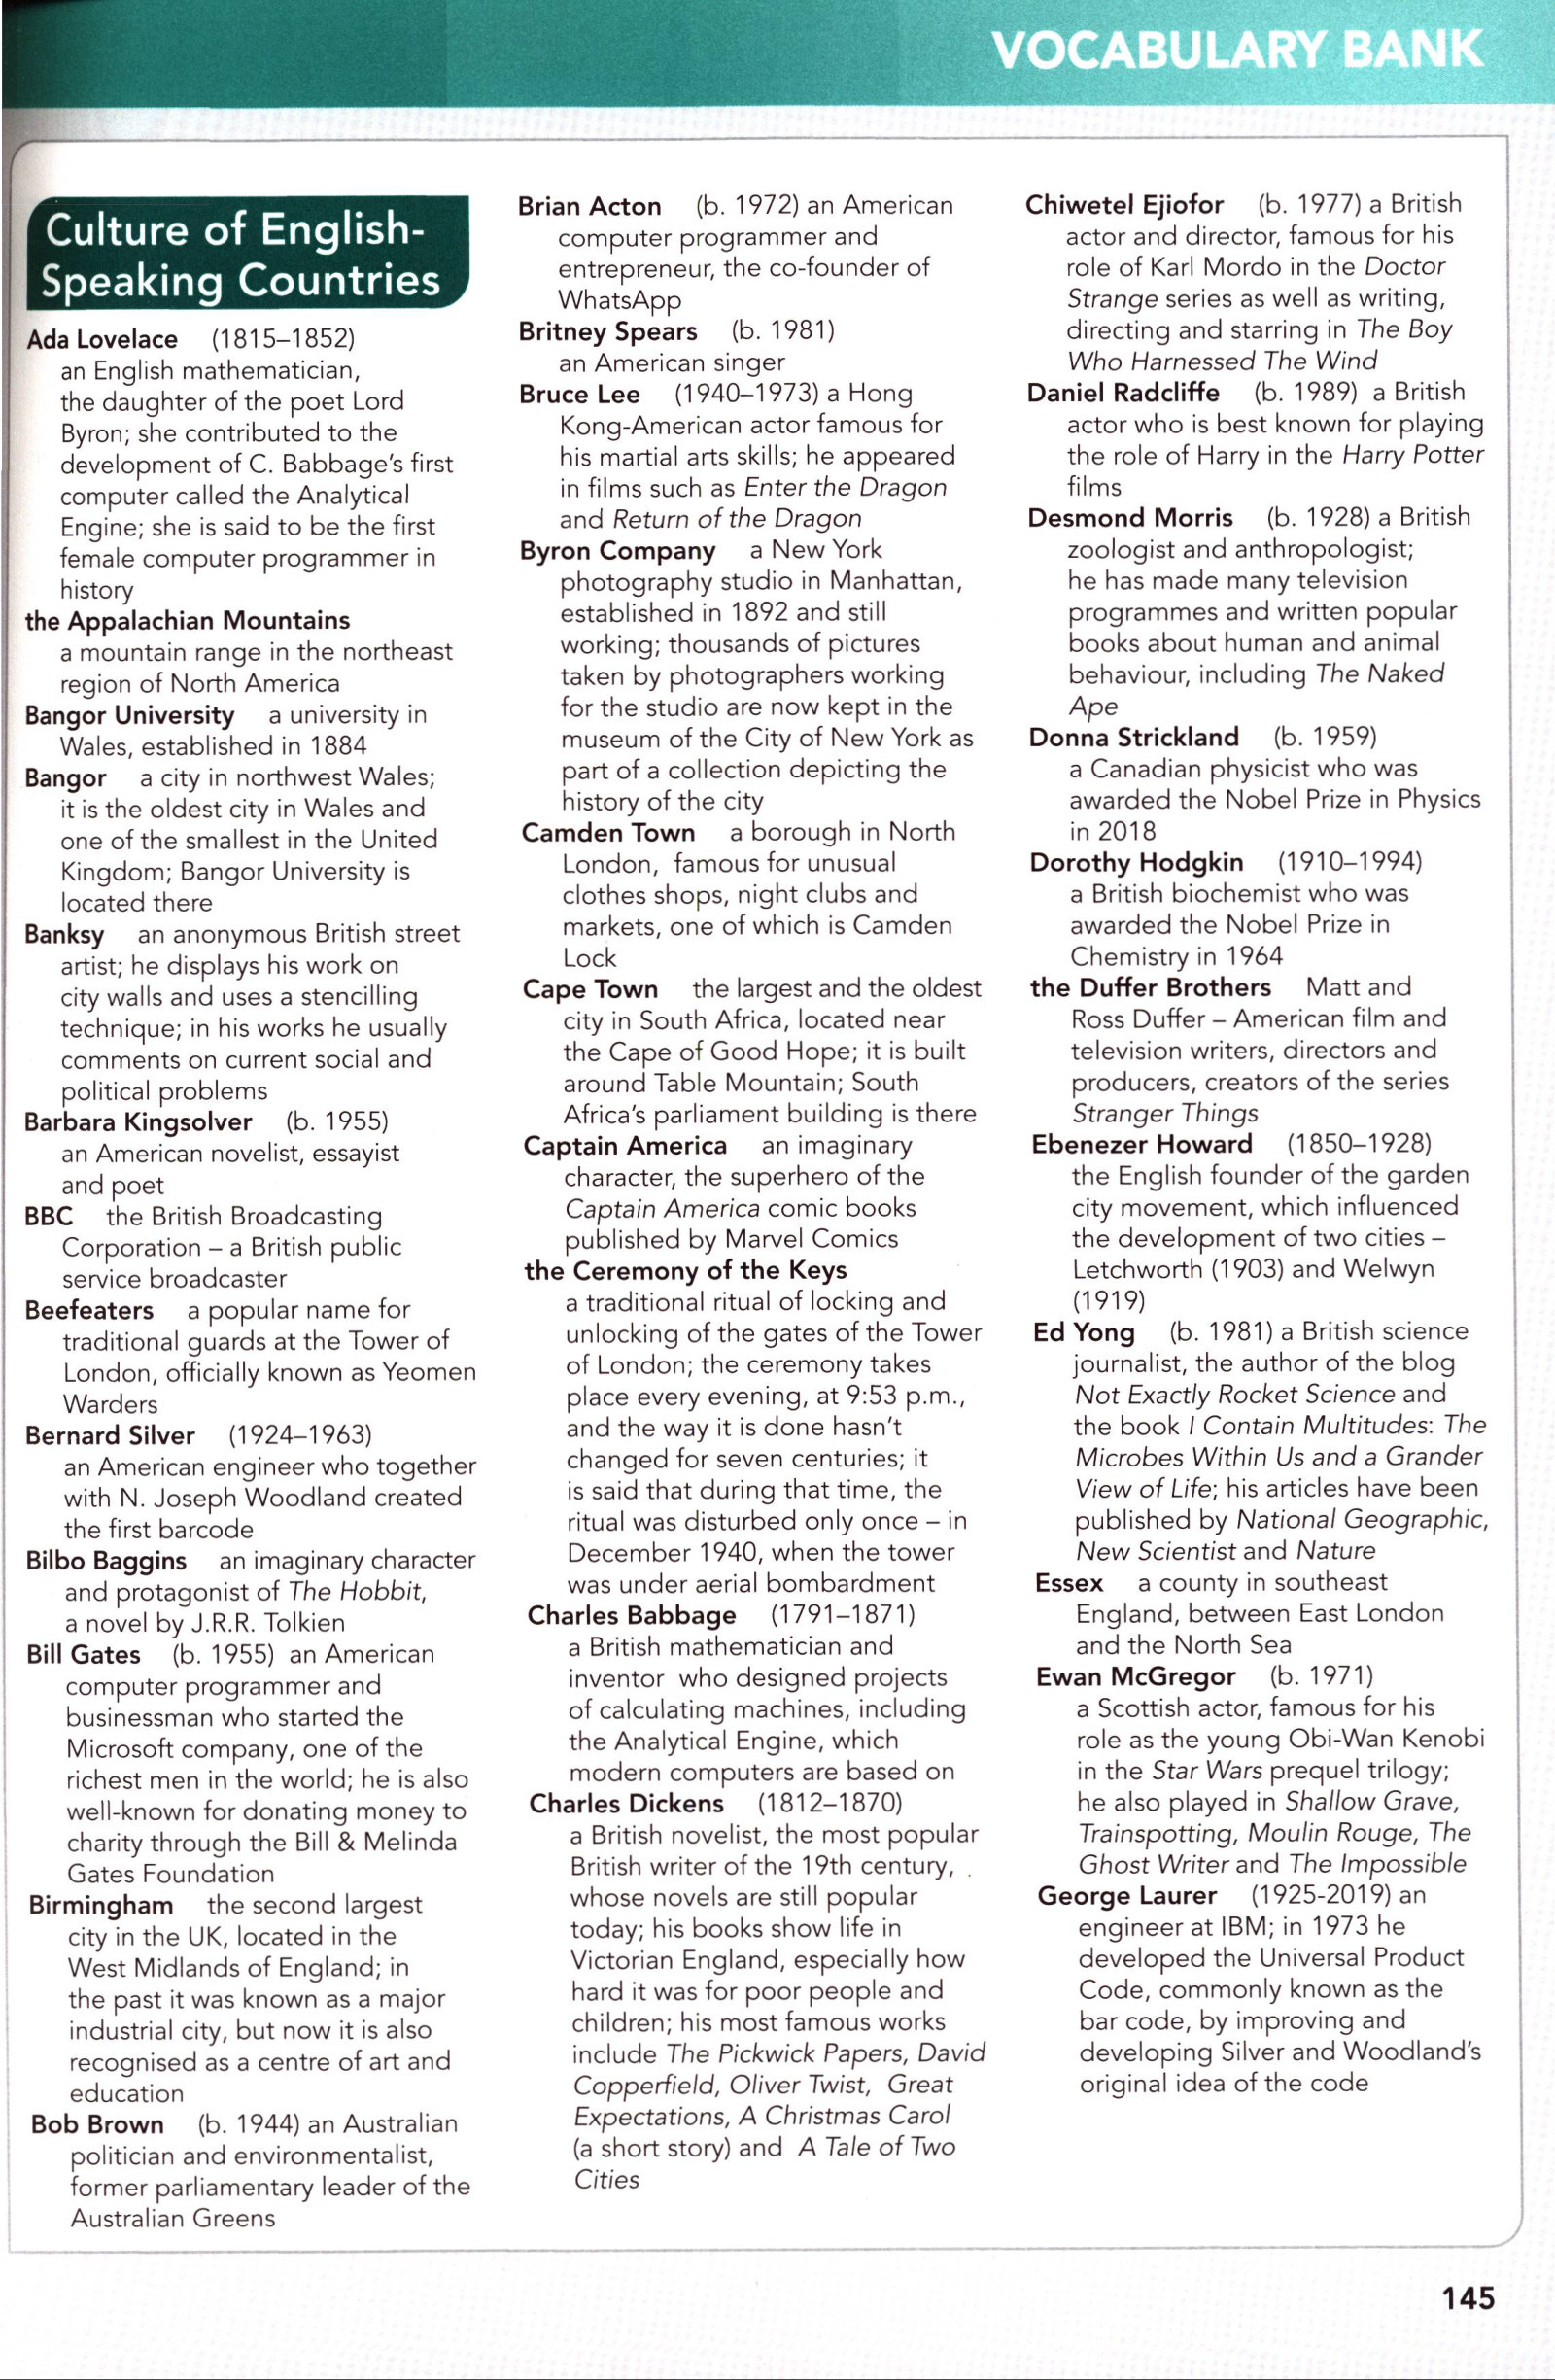 VOCABULARY BANK
Culture of English-
Speaking Countries
Ada Lovelace (1815–1852)
an English mathematician,
the daughter of the poet Lord
Byron; she contributed to the
development of C. Babbage's first
computer called the Analytical
Engine; she is said to be the first
female computer programmer in
history
the Appalachian Mountains
a mountain range in the northeast
region of North America
Bangor University a university in
Wales, established in 1884
Bangor a city in northwest Wales;
it is the oldest city in Wales and
one of the smallest in the United
Kingdom; Bangor University is
located there
Banksy an anonymous British street
artist; he displays his work on
city walls and uses a stencilling
technique; in his works he usually
comments on current social and
political problems
Barbara Kingsolver (b. 1955)
an American novelist, essayist
and poet
BBC the British Broadcasting
Corporation – a British public
service broadcaster
Beefeaters a popular name for
traditional guards at the Tower of
London, officially known as Yeomen
Warders
Bernard Silver (1924–1963)
an American engineer who together
with N. Joseph Woodland created
the first barcode
Bilbo Baggins an imaginary character
and protagonist of The Hobbit,
a novel by J.R.R. Tolkien
Bill Gates (b. 1955) an American
computer programmer and
businessman who started the
Microsoft company, one of the
richest men in the world; he is also
well-known for donating money to
charity through the Bill & Melinda
Gates Foundation
Birmingham the second largest
city in the UK, located in the
West Midlands of England; in
the past it was known as a major
industrial city, but now it is also
recognised as a centre of art and
education
Bob Brown (b. 1944) an Australian
politician and environmentalist,
former parliamentary leader of the
Australian Greens
Brian Acton (b. 1972) an American
computer programmer and
entrepreneur, the co-founder of
WhatsApp
Britney Spears (b. 1981)
an American singer
Bruce Lee (1940–1973) a Hong
Kong-American actor famous for
his martial arts skills; he appeared
in films such as Enter the Dragon
and Return of the Dragon
Byron Company a New York
photography studio in Manhattan,
established in 1892 and still
working; thousands of pictures
taken by photographers working
for the studio are now kept in the
museum of the City of New York as
part of a collection depicting the
history of the city
Camden Town a borough in North
London, famous for unusual
clothes shops, night clubs and
markets, one of which is Camden
Lock
Cape Town the largest and the oldest
city in South Africa, located near
the Cape of Good Hope; it is built
around Table Mountain; South
Africa's parliament building is there
Captain America an imaginary
character, the superhero of the
Captain America comic books
published by Marvel Comics
the Ceremony of the Keys
a traditional ritual of locking and
unlocking of the gates of the Tower
of London; the ceremony takes
place every evening, at 9:53 p.m.,
and the way it is done hasn't
changed for seven centuries; it
is said that during that time, the
ritual was disturbed only once – in
December 1940, when the tower
was under aerial bombardment
Charles Babbage (1791–1871)
a British mathematician and
inventor who designed projects
of calculating machines, including
the Analytical Engine, which
modern computers are based on
Charles Dickens (1812–1870)
a British novelist, the most popular
British writer of the 19th century,
whose novels are still popular
today; his books show life in
Victorian England, especially how
hard it was for poor people and
children; his most famous works
include The Pickwick Papers, David
Copperfield, Oliver Twist, Great
Expectations, A Christmas Carol
(a short story) and A Tale of Two
Cities
Chiwetel Ejiofor (b. 1977) a British
actor and director, famous for his
role of Karl Mordo in the Doctor
Strange series as well as writing,
directing and starring in The Boy
Who Harnessed The Wind
Daniel Radcliffe (b. 1989) a British
actor who is best known for playing
the role of Harry in the Harry Potter
films
Desmond Morris (b. 1928) a British
zoologist and anthropologist;
he has made many television
programmes and written popular
books about human and animal
behaviour, including The Naked
Ape
Donna Strickland (b. 1959)
a Canadian physicist who was
awarded the Nobel Prize in Physics
in 2018
Dorothy Hodgkin (1910–1994)
a British biochemist who was
awarded the Nobel Prize in
Chemistry in 1964
the Duffer Brothers Matt and
Ross Duffer – American film and
television writers, directors and
producers, creators of the series
Stranger Things
Ebenezer Howard (1850–1928)
the English founder of the garden
city movement, which influenced
the development of two cities –
Letchworth (1903) and Welwyn
(1919)
Ed Yong (b. 1981) a British science
journalist, the author of the blog
Not Exactly Rocket Science and
the book I Contain Multitudes: The
Microbes Within Us and a Grander
View of Life; his articles have been
published by National Geographic,
New Scientist and Nature
Essex a county in southeast
England, between East London
and the North Sea
Ewan McGregor (b. 1971)
a Scottish actor, famous for his
role as the young Obi-Wan Kenobi
in the Star Wars prequel trilogy;
he also played in Shallow Grave,
Trainspotting, Moulin Rouge, The
Ghost Writer and The Impossible
George Laurer (1925-2019) an
engineer at IBM; in 1973 he
developed the Universal Product
Code, commonly known as the
bar code, by improving and
developing Silver and Woodland's
original idea of the code
145